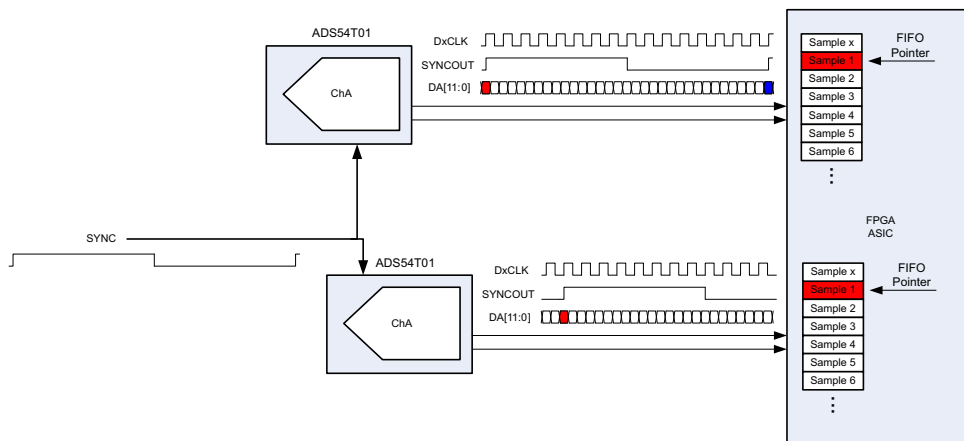 ADS54T01
ChA
DxCLK
SYNCOUT
DA[11:0]
Sample x
Sample 1
Sample 2
Sample 3
Sample 4
Sample 5
Sample 6
FIFO
Pointer
SYNC
FPGA
ASIC
ADS54T01
ChA
DxCLK
SYNCOUT
DA[11:0]
Sample x
Sample 1
Sample 2
Sample 3
Sample 4
Sample 5
Sample 6
FIFO
Pointer